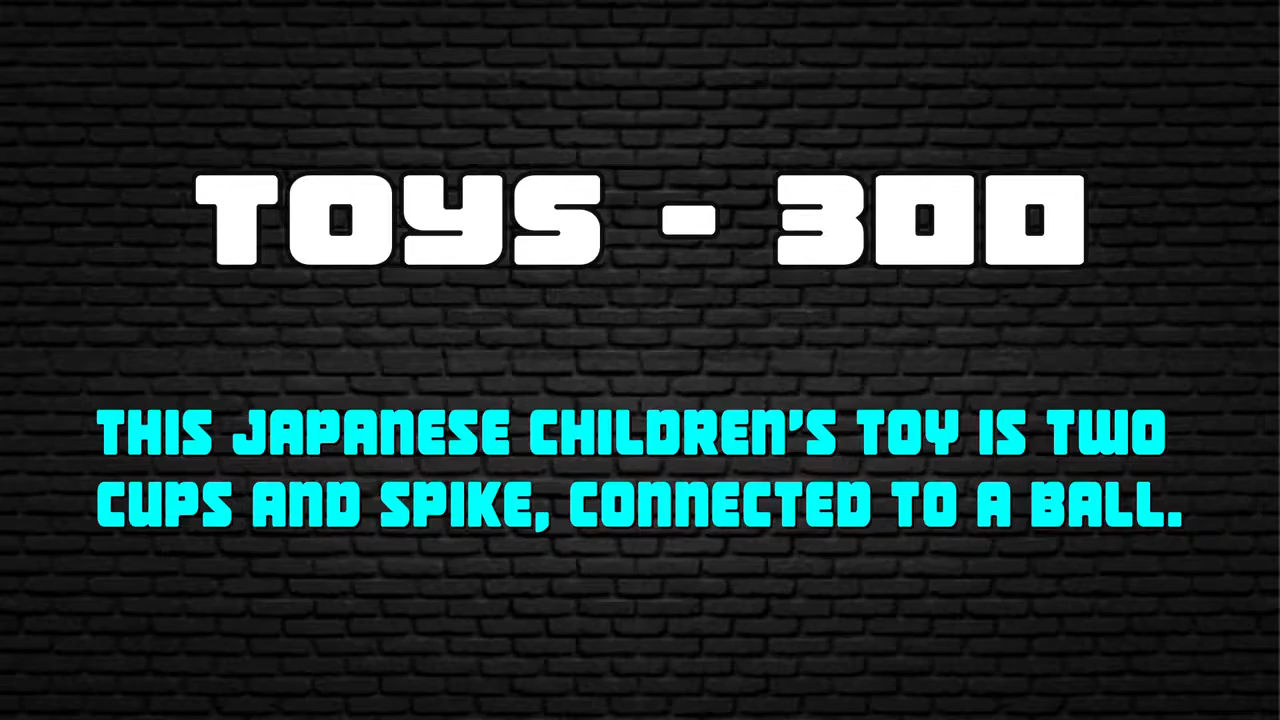 TOYS - 300
THIS JAPANESE CHILDREN'S TOY IS TWO
CUPS AND SPIKE, CONNECTED TO A BALL.